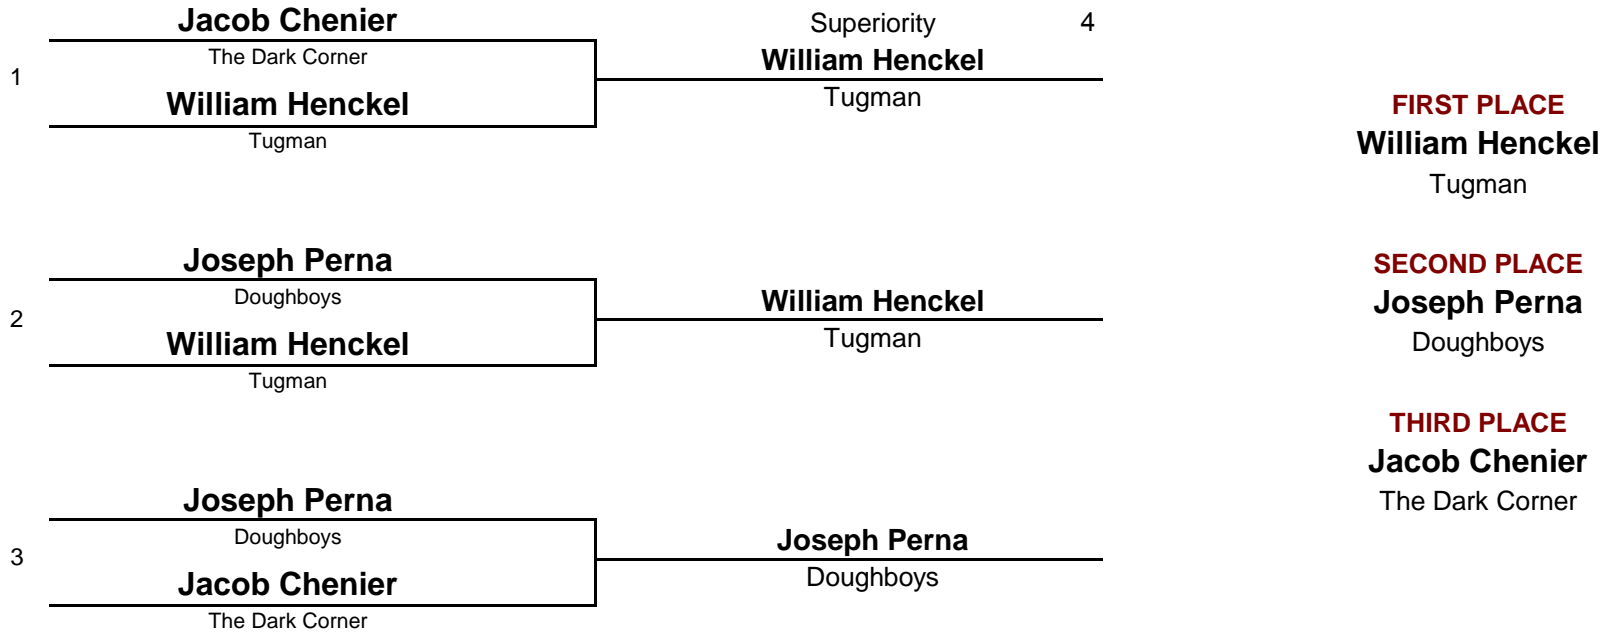 Jacob Chenier
The Dark Corner
1
William Henckel
Tugman
Superiority 4
William Henckel
Tugman
Joseph Perna
Doughboys
2
William Henckel
Tugman
William Henckel
Tugman
Joseph Perna
Doughboys
3
Jacob Chenier
The Dark Corner
Joseph Perna
Doughboys
FIRST PLACE
William Henckel
Tugman
SECOND PLACE
Joseph Perna
Doughboys
THIRD PLACE
Jacob Chenier
The Dark Corner